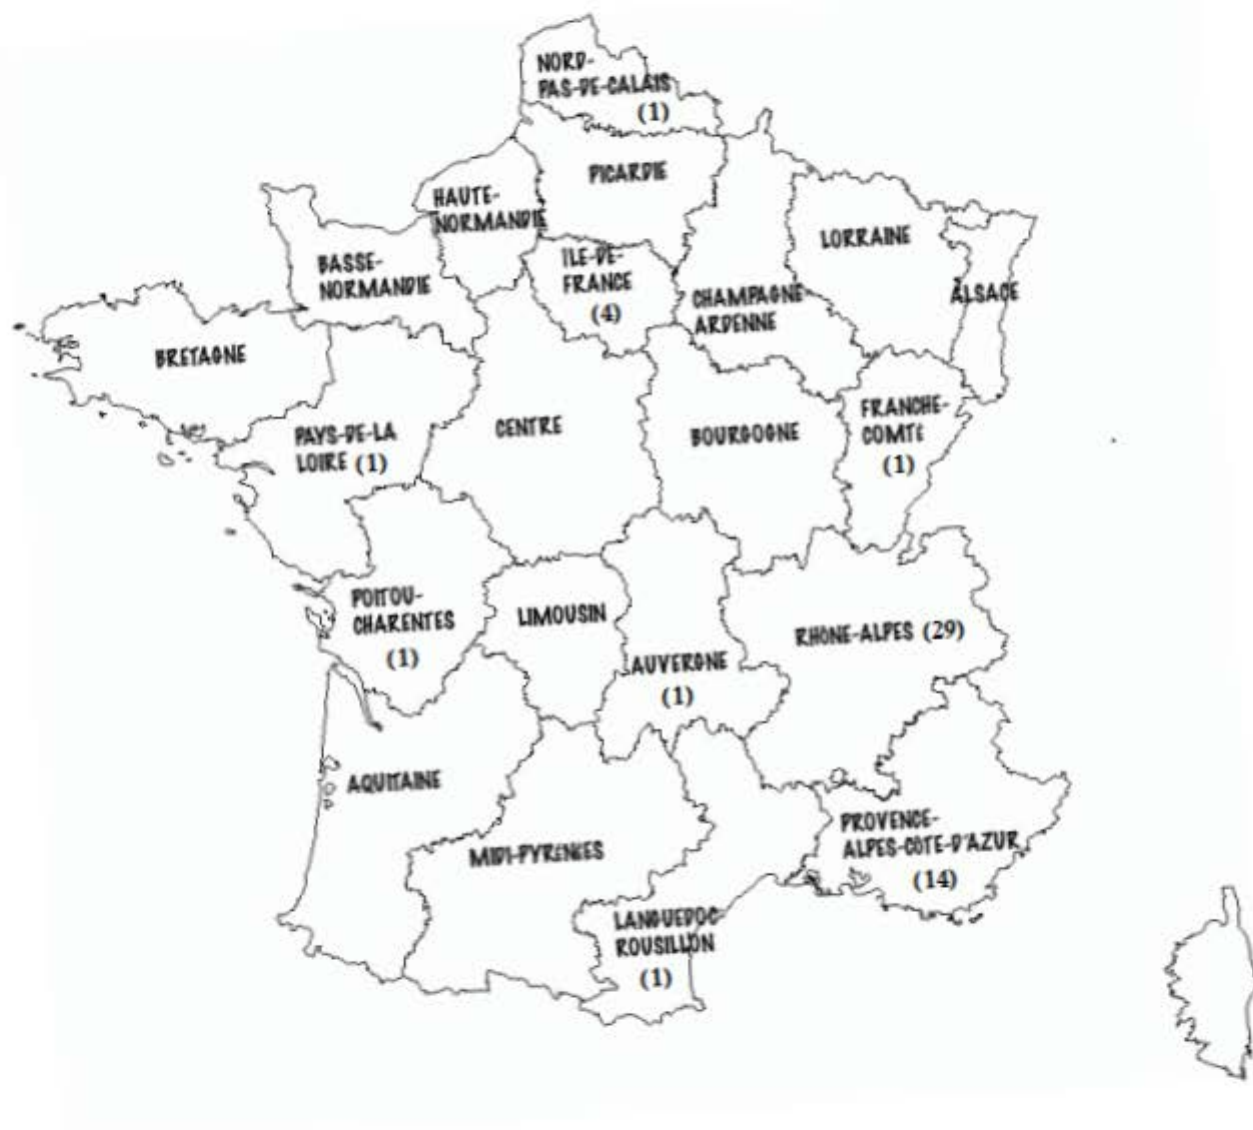 NORD-
PAS-DE-CALAIS
(1)
PICARDIE
HAUTE-
NORMANDIE
LORRAINE
BASSE-
NORMANDIE
ILE-DE-
FRANCE
(4)
CHAMPAGNE-
ARDENNE
ALSACE
BRETAGNE
PAYS-DE-LA
LOIRE (1)
CENTRE
BOURGOGNE
FRANCHE-
COMTE
(1)
POITOU-
CHARENTES
(1)
LIMOUSIN
AUVERGNE
(1)
RHONE-ALPES (29)
AQUITAINE
MIDI-PYRENEES
PROVENCE-
ALPES-COTE-D'AZUR
(14)
LANGUEDOC-
ROUSILLON
(1)